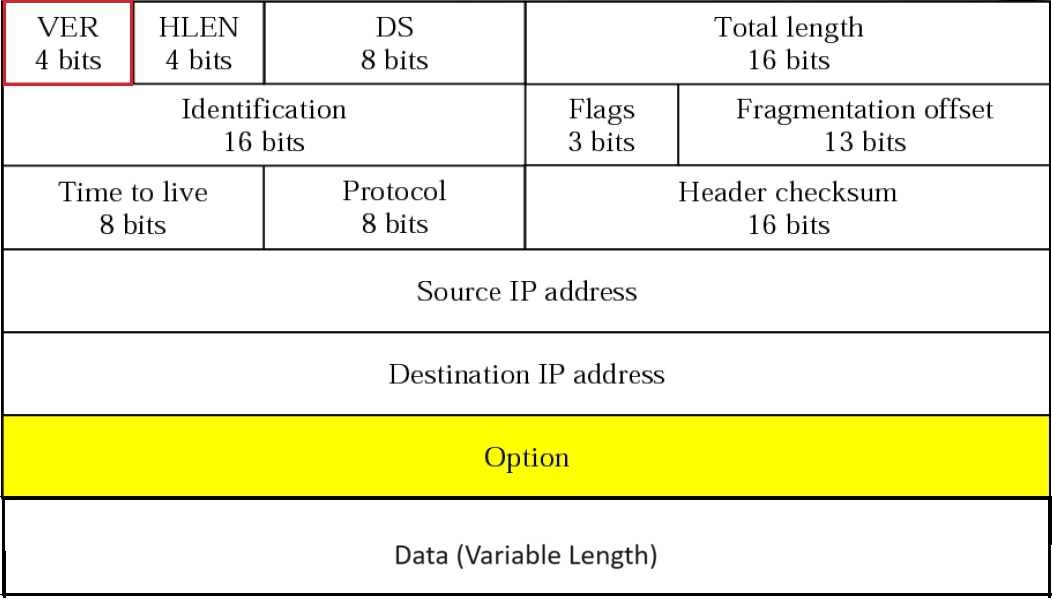 VER
4 bits
HLEN
4 bits
DS
8 bits
Total length
16 bits
Identification
16 bits
Flags
3 bits
Fragmentation offset
13 bits
Time to live
8 bits
Protocol
8 bits
Header checksum
16 bits
Source IP address
Destination IP address
Option
Data (Variable Length)